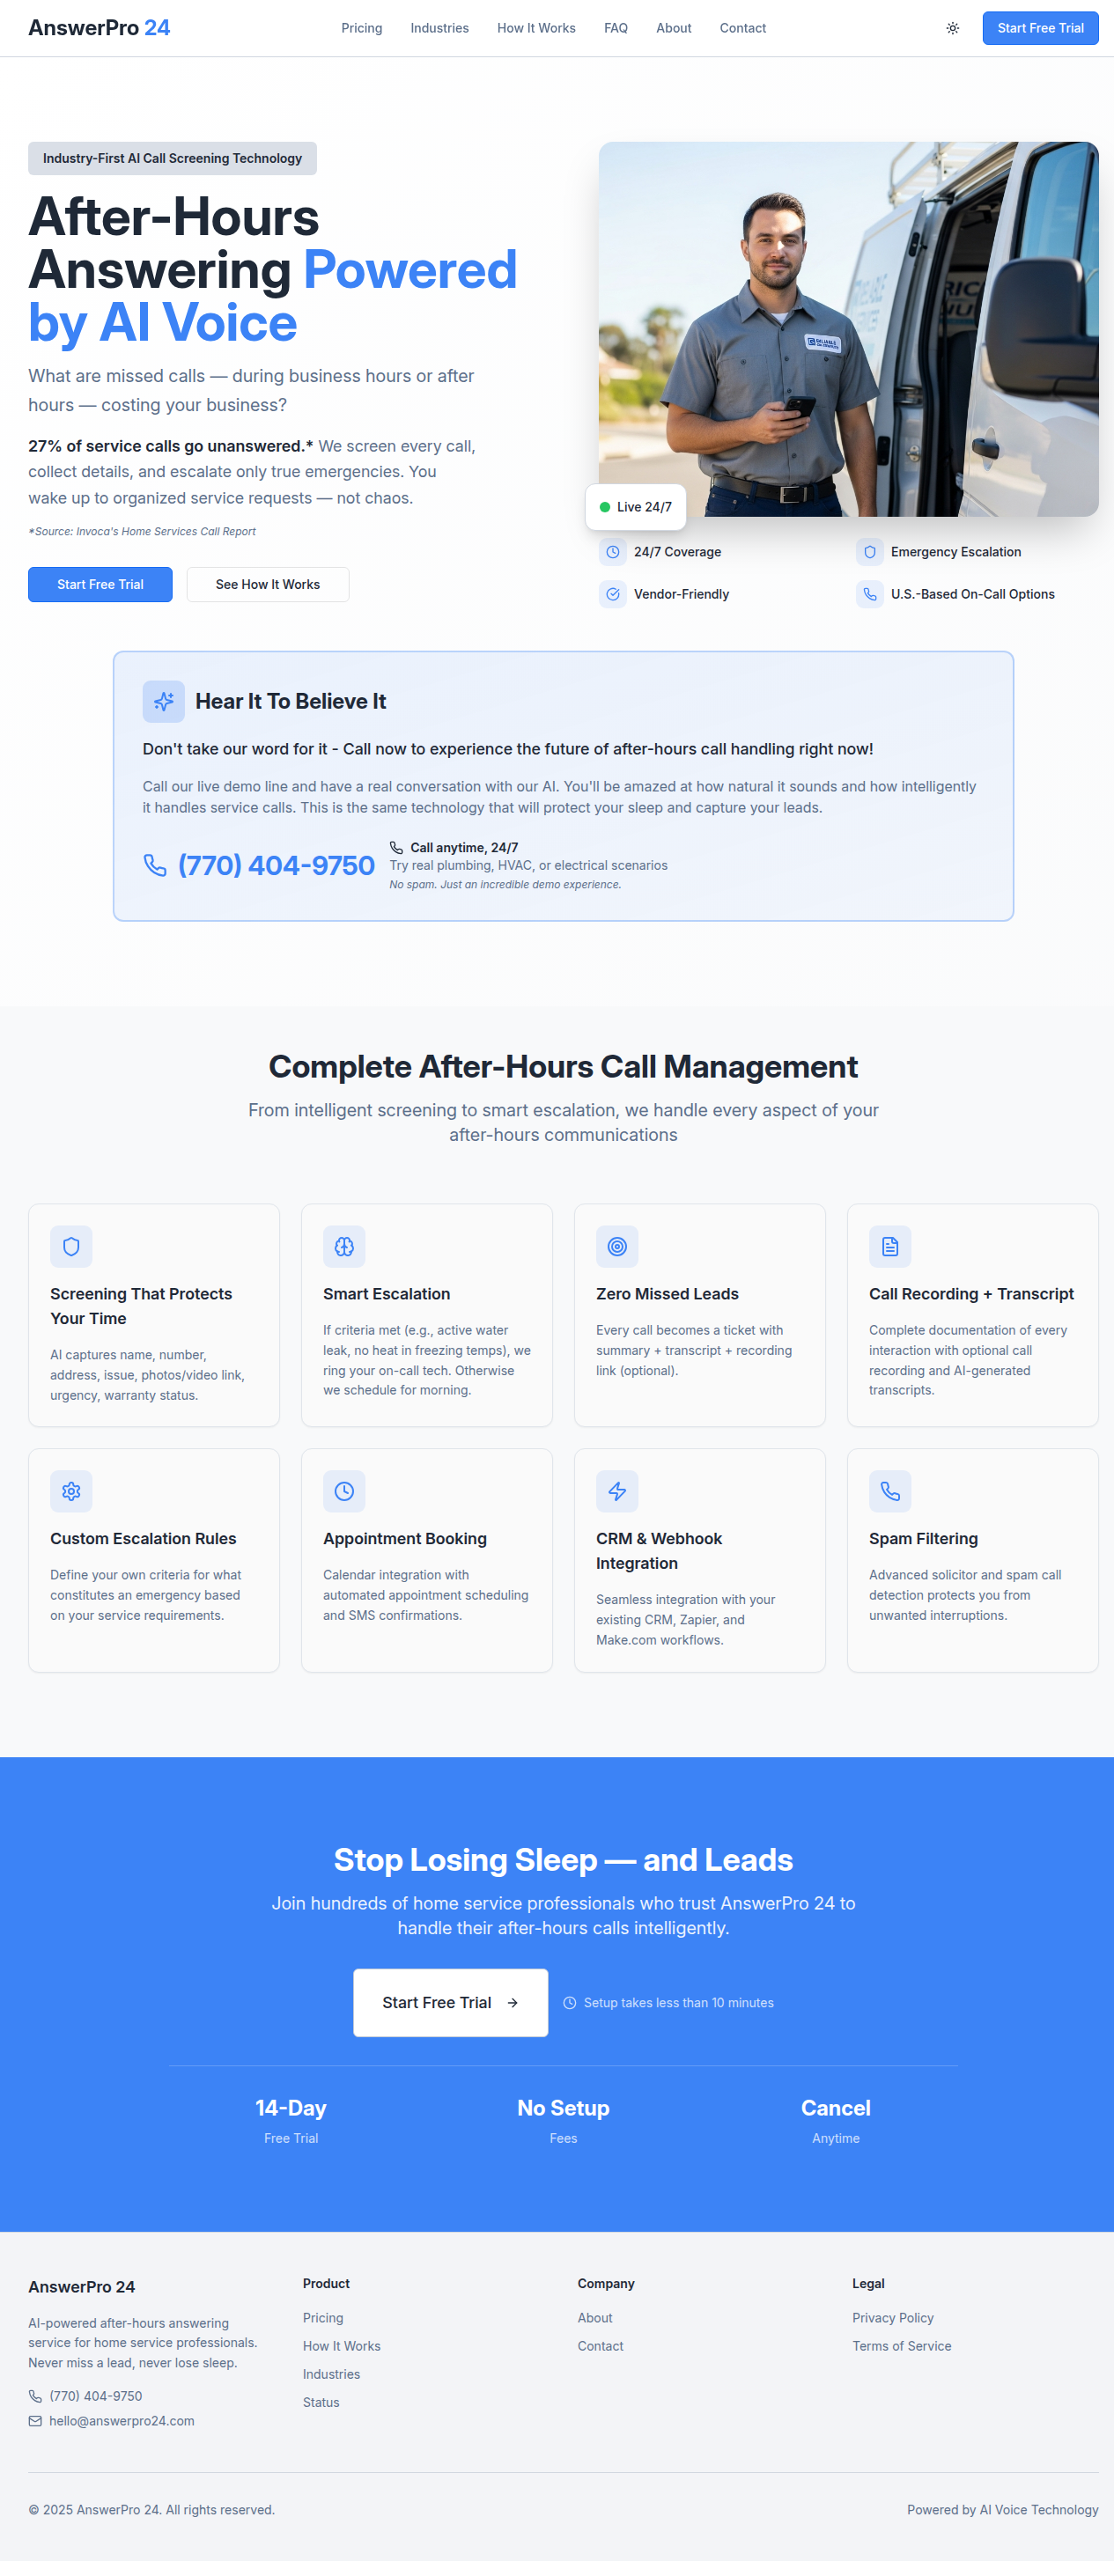 AnswerPro 24
Pricing
Industries
How It Works
FAQ
About
Contact
Start Free Trial
Industry-First AI Call Screening Technology
After-Hours
Answering Powered
by AI Voice
What are missed calls — during business hours or after
hours — costing your business?
27% of service calls go unanswered.* We screen every call,
collect details, and escalate only true emergencies. You
wake up to organized service requests — not chaos.
*Source: Invoca's Home Services Call Report
Start Free Trial
See How It Works
RELIABLE
Live 24/7
24/7 Coverage
Emergency Escalation
Vendor-Friendly
U.S.-Based On-Call Options
Hear It To Believe It
Don't take our word for it - Call now to experience the future of after-hours call handling right now!
Call our live demo line and have a real conversation with our AI. You'll be amazed at how natural it sounds and how intelligently
it handles service calls. This is the same technology that will protect your sleep and capture your leads.
(770) 404-9750
Call anytime, 24/7
Try real plumbing, HVAC, or electrical scenarios
No spam. Just an incredible demo experience.
Complete After-Hours Call Management
From intelligent screening to smart escalation, we handle every aspect of your
after-hours communications
Screening That Protects
Your Time
AI captures name, number,
address, issue, photos/video link,
urgency, warranty status.
Smart Escalation
If criteria met (e.g., active water
leak, no heat in freezing temps), we
ring your on-call tech. Otherwise
we schedule for morning.
Zero Missed Leads
Every call becomes a ticket with
summary + transcript + recording
link (optional).
Call Recording + Transcript
Complete documentation of every
interaction with optional call
recording and AI-generated
transcripts.
Custom Escalation Rules
Define your own criteria for what
constitutes an emergency based
on your service requirements.
Appointment Booking
Calendar integration with
automated appointment scheduling
and SMS confirmations.
CRM & Webhook
Integration
Seamless integration with your
existing CRM, Zapier, and
Make.com workflows.
Spam Filtering
Advanced solicitor and spam call
detection protects you from
unwanted interruptions.
Stop Losing Sleep — and Leads
Join hundreds of home service professionals who trust AnswerPro 24 to
handle their after-hours calls intelligently.
Start Free Trial
Setup takes less than 10 minutes
14-Day
Free Trial
No Setup
Fees
Cancel
Anytime
AnswerPro 24
AI-powered after-hours answering
service for home service professionals.
Never miss a lead, never lose sleep.
(770) 404-9750
hello@answerpro24.com
Product
Pricing
How It Works
Industries
Status
Company
About
Contact
Legal
Privacy Policy
Terms of Service
© 2025 AnswerPro 24. All rights reserved.
Powered by AI Voice Technology